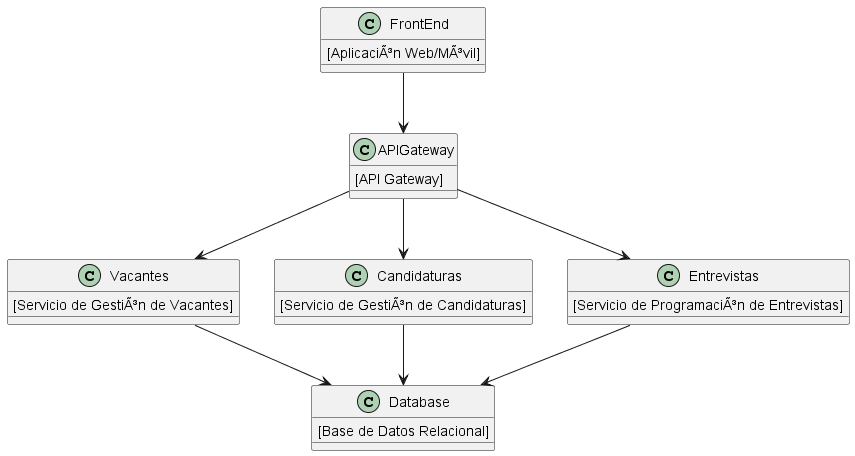 C FrontEnd
[AplicaciÃ³n Web/MÃ³vil]
C APIGateway
[API Gateway]
C Vacantes
[Servicio de GestiÃ³n de Vacantes]
C Candidaturas
[Servicio de GestiÃ³n de Candidaturas]
C Entrevistas
[Servicio de ProgramaciÃ³n de Entrevistas]
C Database
[Base de Datos Relacional]